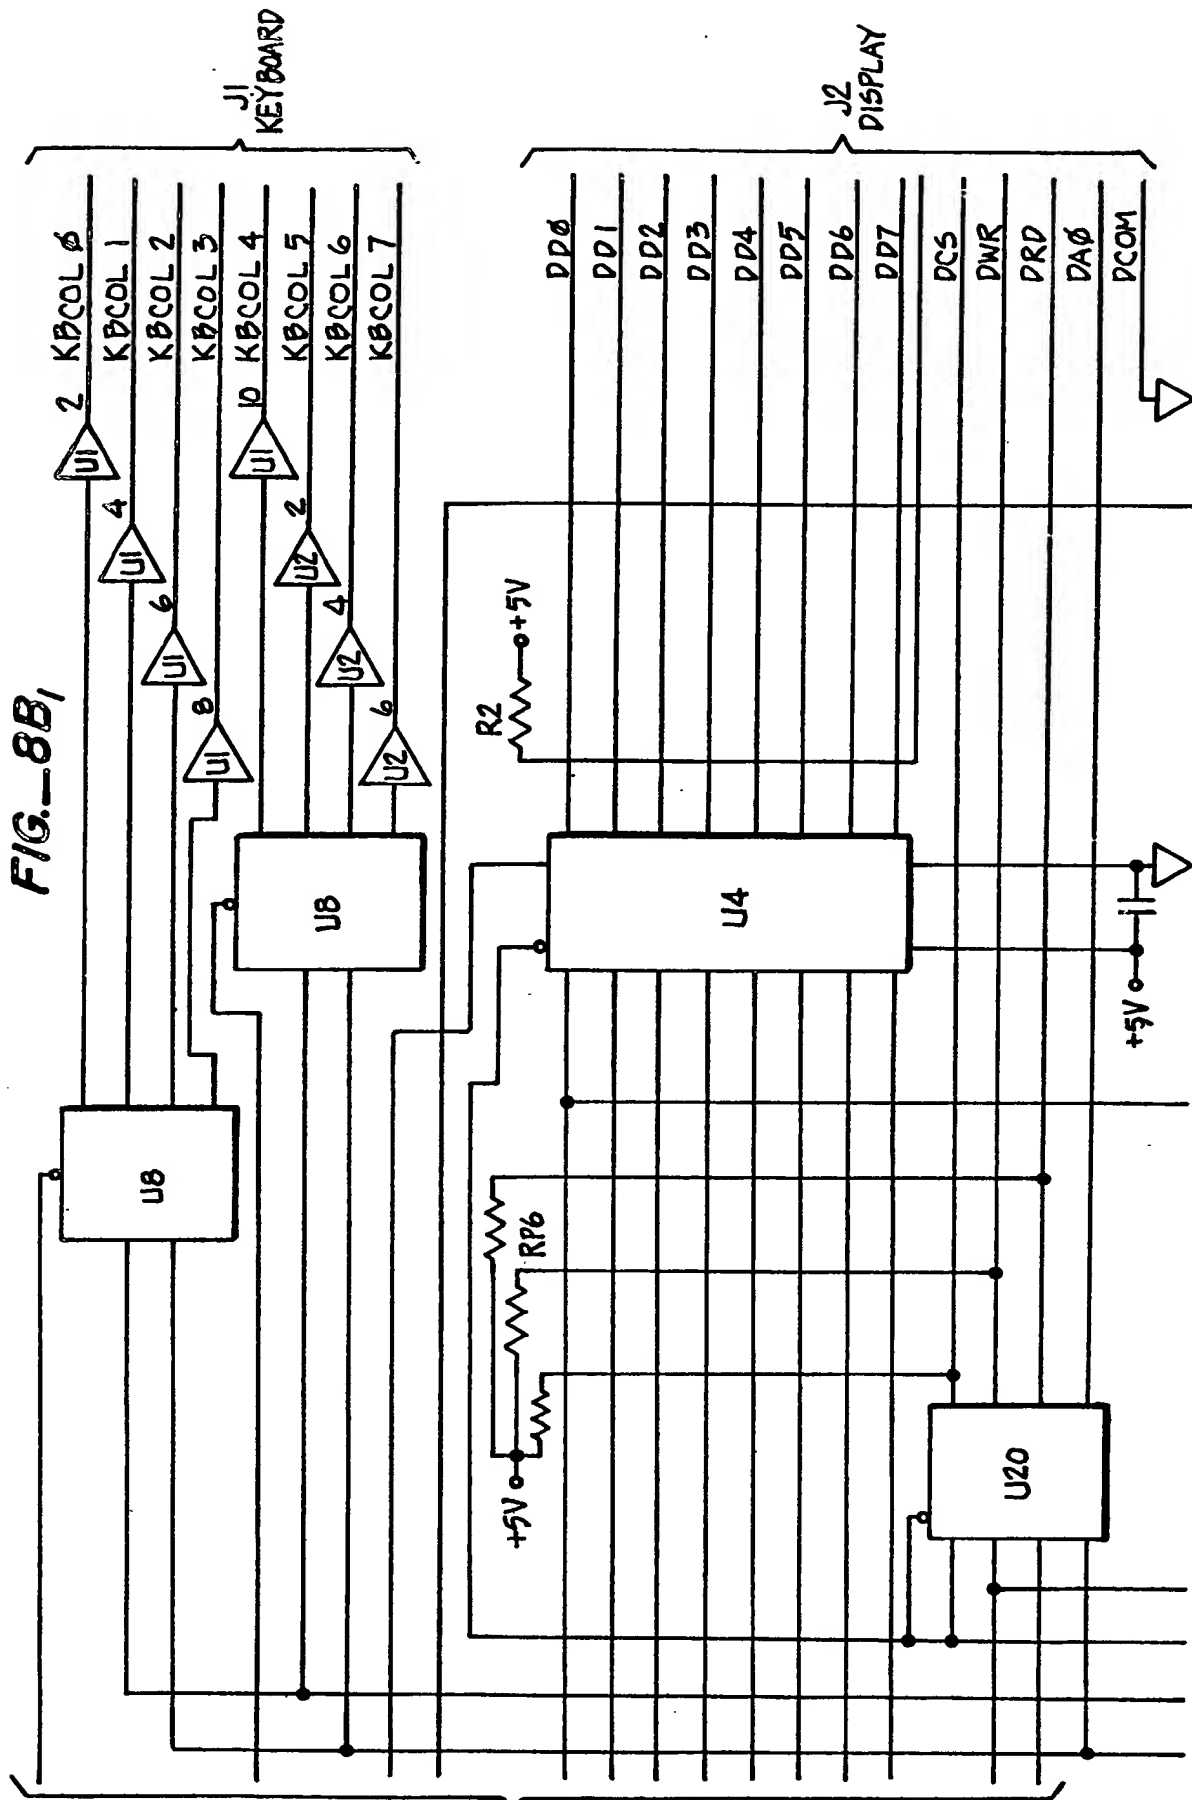 FIG._8B₁
2 KBCOL Ø
4 KBCOL 1
6 KBCOL 2
8 KBCOL 3
10 KBCOL 4
2 KBCOL 5
4 KBCOL 6
6 KBCOL 7
J1
KEYBOARD
U1
U1
U1
U1
U1
U2
U2
U2
U8
U8
R2
+5V
DDØ
DD1
DD2
DD3
DD4
DD5
DD6
DD7
DCS
DWR
DRD
DAØ
DCOM
J2
DISPLAY
U4
+5V
RP6
+5V
U20